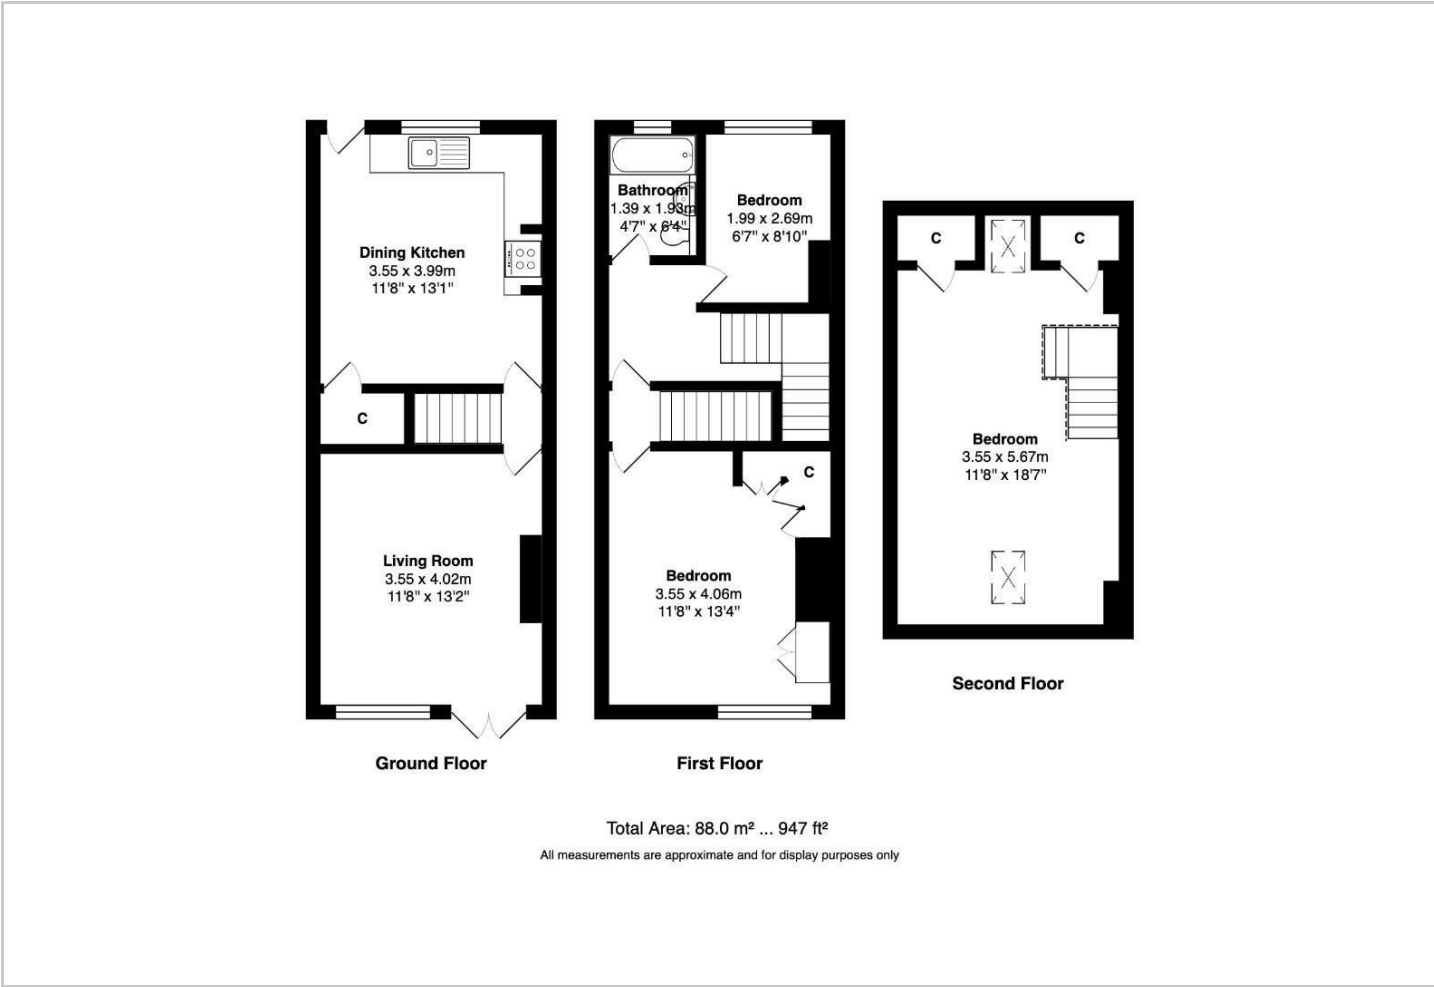 Dining Kitchen
3.55 x 3.99m
11'8" x 13'1"
C
Living Room
3.55 x 4.02m
11'8" x 13'2"
Ground Floor
Bathroom
1.39 x 1.93m
4'7" x 6'4"
Bedroom
1.99 x 2.69m
6'7" x 8'10"
C
Bedroom
3.55 x 4.06m
11'8" x 13'4"
First Floor
C
C
Bedroom
3.55 x 5.67m
11'8" x 18'7"
Second Floor
Total Area: 88.0 m² ... 947 ft²
All measurements are approximate and for display purposes only